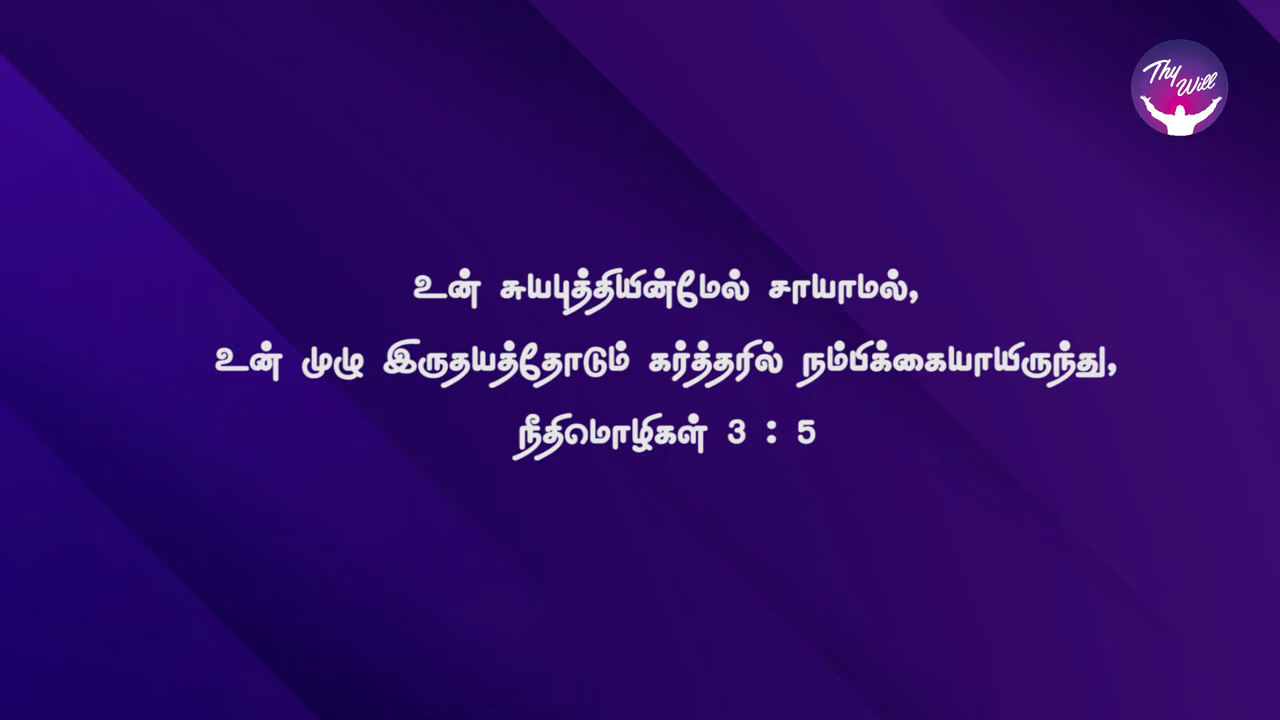 Thy
Will
உன் சுயபுத்தியின்மேல் சாயாமல்,
உன் முழு இருதயத்தோடும் கர்த்தரில் நம்பிக்கையாயிருந்து,
நீதிமொழிகள் 3 : 5